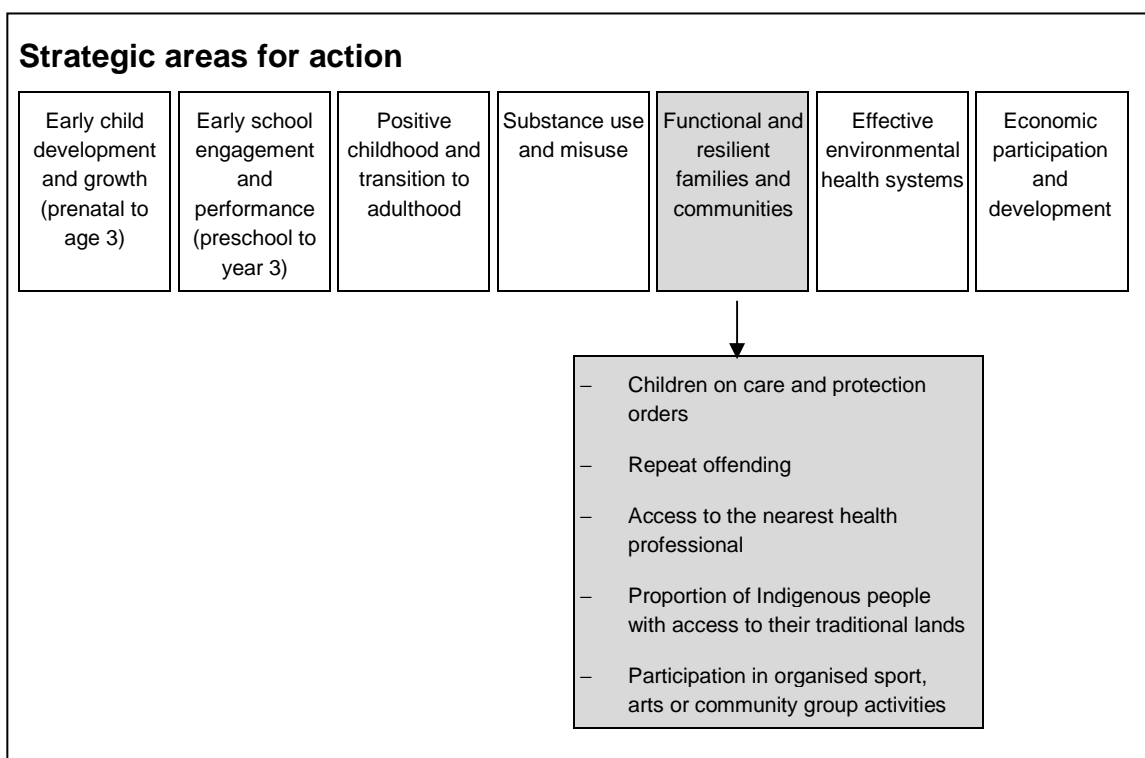 Strategic areas for action
Early child
development
and growth
(prenatal to
age 3)
Early school
engagement
and
performance
(preschool to
year 3)
Positive
childhood and
transition to
adulthood
Substance use
and misuse
Functional and
resilient
families and
communities
Effective
environmental
health systems
Economic
participation
and
development
– Children on care and protection
orders
– Repeat offending
– Access to the nearest health
professional
– Proportion of Indigenous people
with access to their traditional lands
– Participation in organised sport,
arts or community group activities